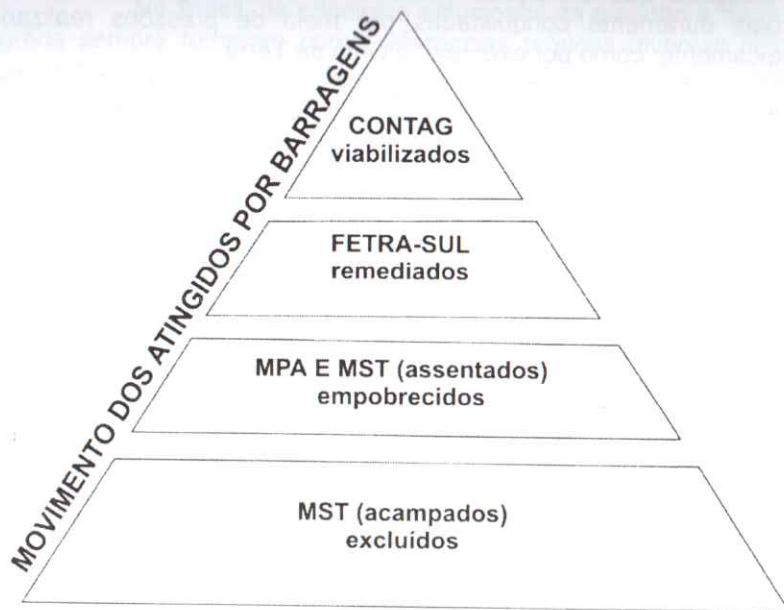 MOVIMENTO DOS ATINGIDOS POR BARRAGENS
CONTAG
viabilizados
FETRA-SUL
remediados
MPA E MST (assentados)
empobrecidos
MST (acampados)
excluídos